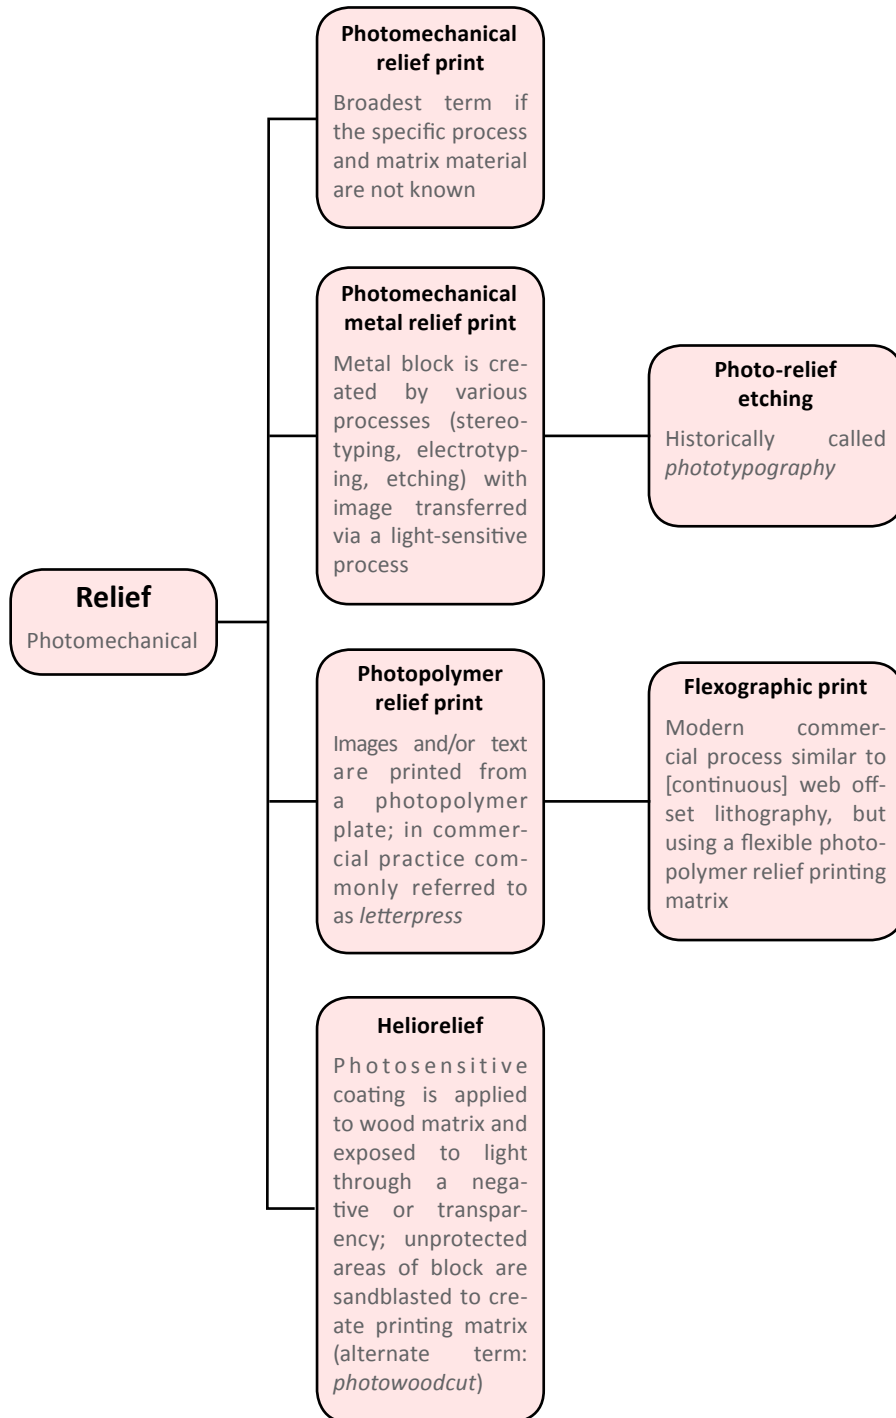 Photomechanical
relief print
Broadest term if
the specific process
and matrix material
are not known
Photomechanical
metal relief print
Metal block is cre-
ated by various
processes (stereo-
typing, electrotyp-
ing, etching) with
image transferred
via a light-sensitive
process
Photo-relief
etching
Historically called
phototypography
Relief
Photomechanical
Photopolymer
relief print
Images and/or text
are printed from
a photopolymer
plate; in commer-
cial practice com-
monly referred to
as letterpress
Flexographic print
Modern commer-
cial process similar to
[continuous] web off-
set lithography, but
using a flexible photo-
polymer relief printing
matrix
Heliorelief
Photosensitive
coating is applied
to wood matrix and
exposed to light
through a nega-
tive or transpar-
ency; unprotected
areas of block are
sandblasted to cre-
ate printing matrix
(alternate term:
photowoodcut)